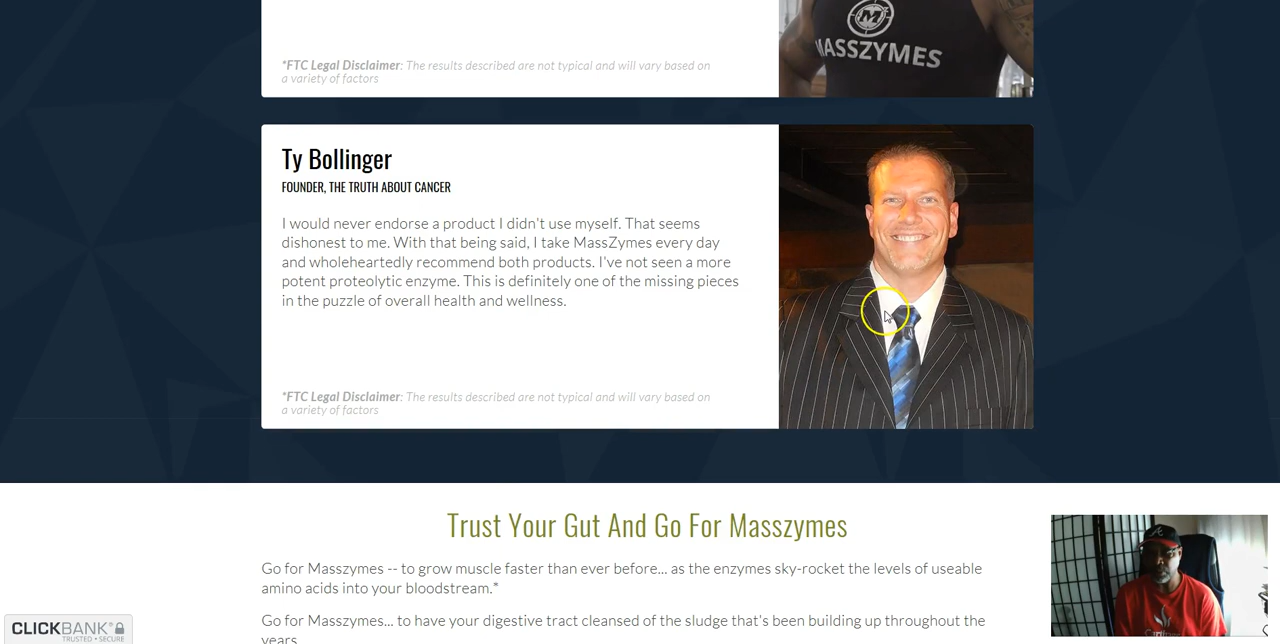 MASSZYMES
*FTC Legal Disclaimer: The results described are not typical and will vary based on
a variety of factors
Ty Bollinger
FOUNDER, THE TRUTH ABOUT CANCER
I would never endorse a product I didn't use myself. That seems
dishonest to me. With that being said, I take MassZymes every day
and wholeheartedly recommend both products. I've not seen a more
potent proteolytic enzyme. This is definitely one of the missing pieces
in the puzzle of overall health and wellness.
*FTC Legal Disclaimer: The results described are not typical and will vary based on
a variety of factors
Trust Your Gut And Go For Masszymes
Go for Masszymes -- to grow muscle faster than ever before... as the enzymes sky-rocket the levels of useable
amino acids into your bloodstream.*
Go for Masszymes... to have your digestive tract cleansed of the sludge that's been building up throughout the
years
CLICKBANK®
TRUSTED • SECURE